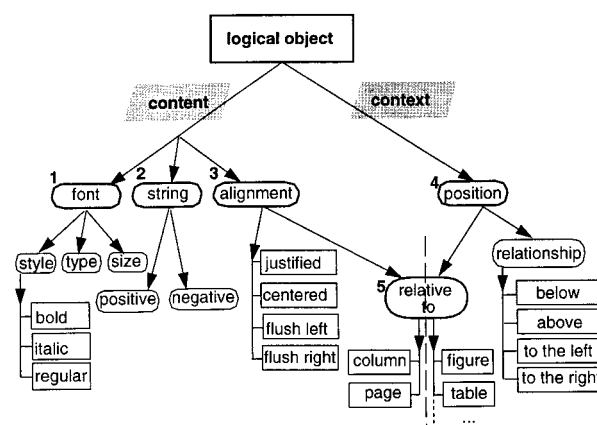 logical object
content
context
1
font
2
string
3
alignment
4
position
style
type
size
positive
negative
justified
centered
flush left
flush right
5
relative
to
relationship
bold
italic
regular
column
page
figure
table
...
below
above
to the left
to the right